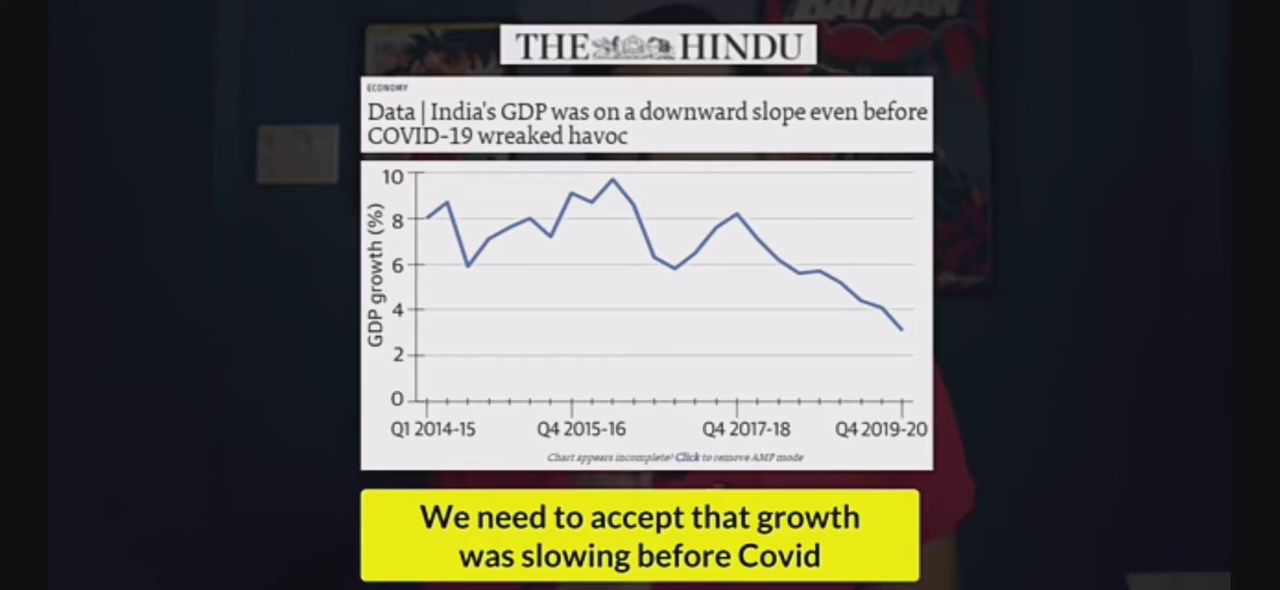 BATMAN
THE HINDU
ECONOMY
Data | India's GDP was on a downward slope even before
COVID-19 wreaked havoc
GDP growth (%)
10
8
6
4
2
0
Q1 2014-15 Q4 2015-16 Q4 2017-18 Q4 2019-20
Chart appears incomplete? Click to remove AMP mode
We need to accept that growth
was slowing before Covid